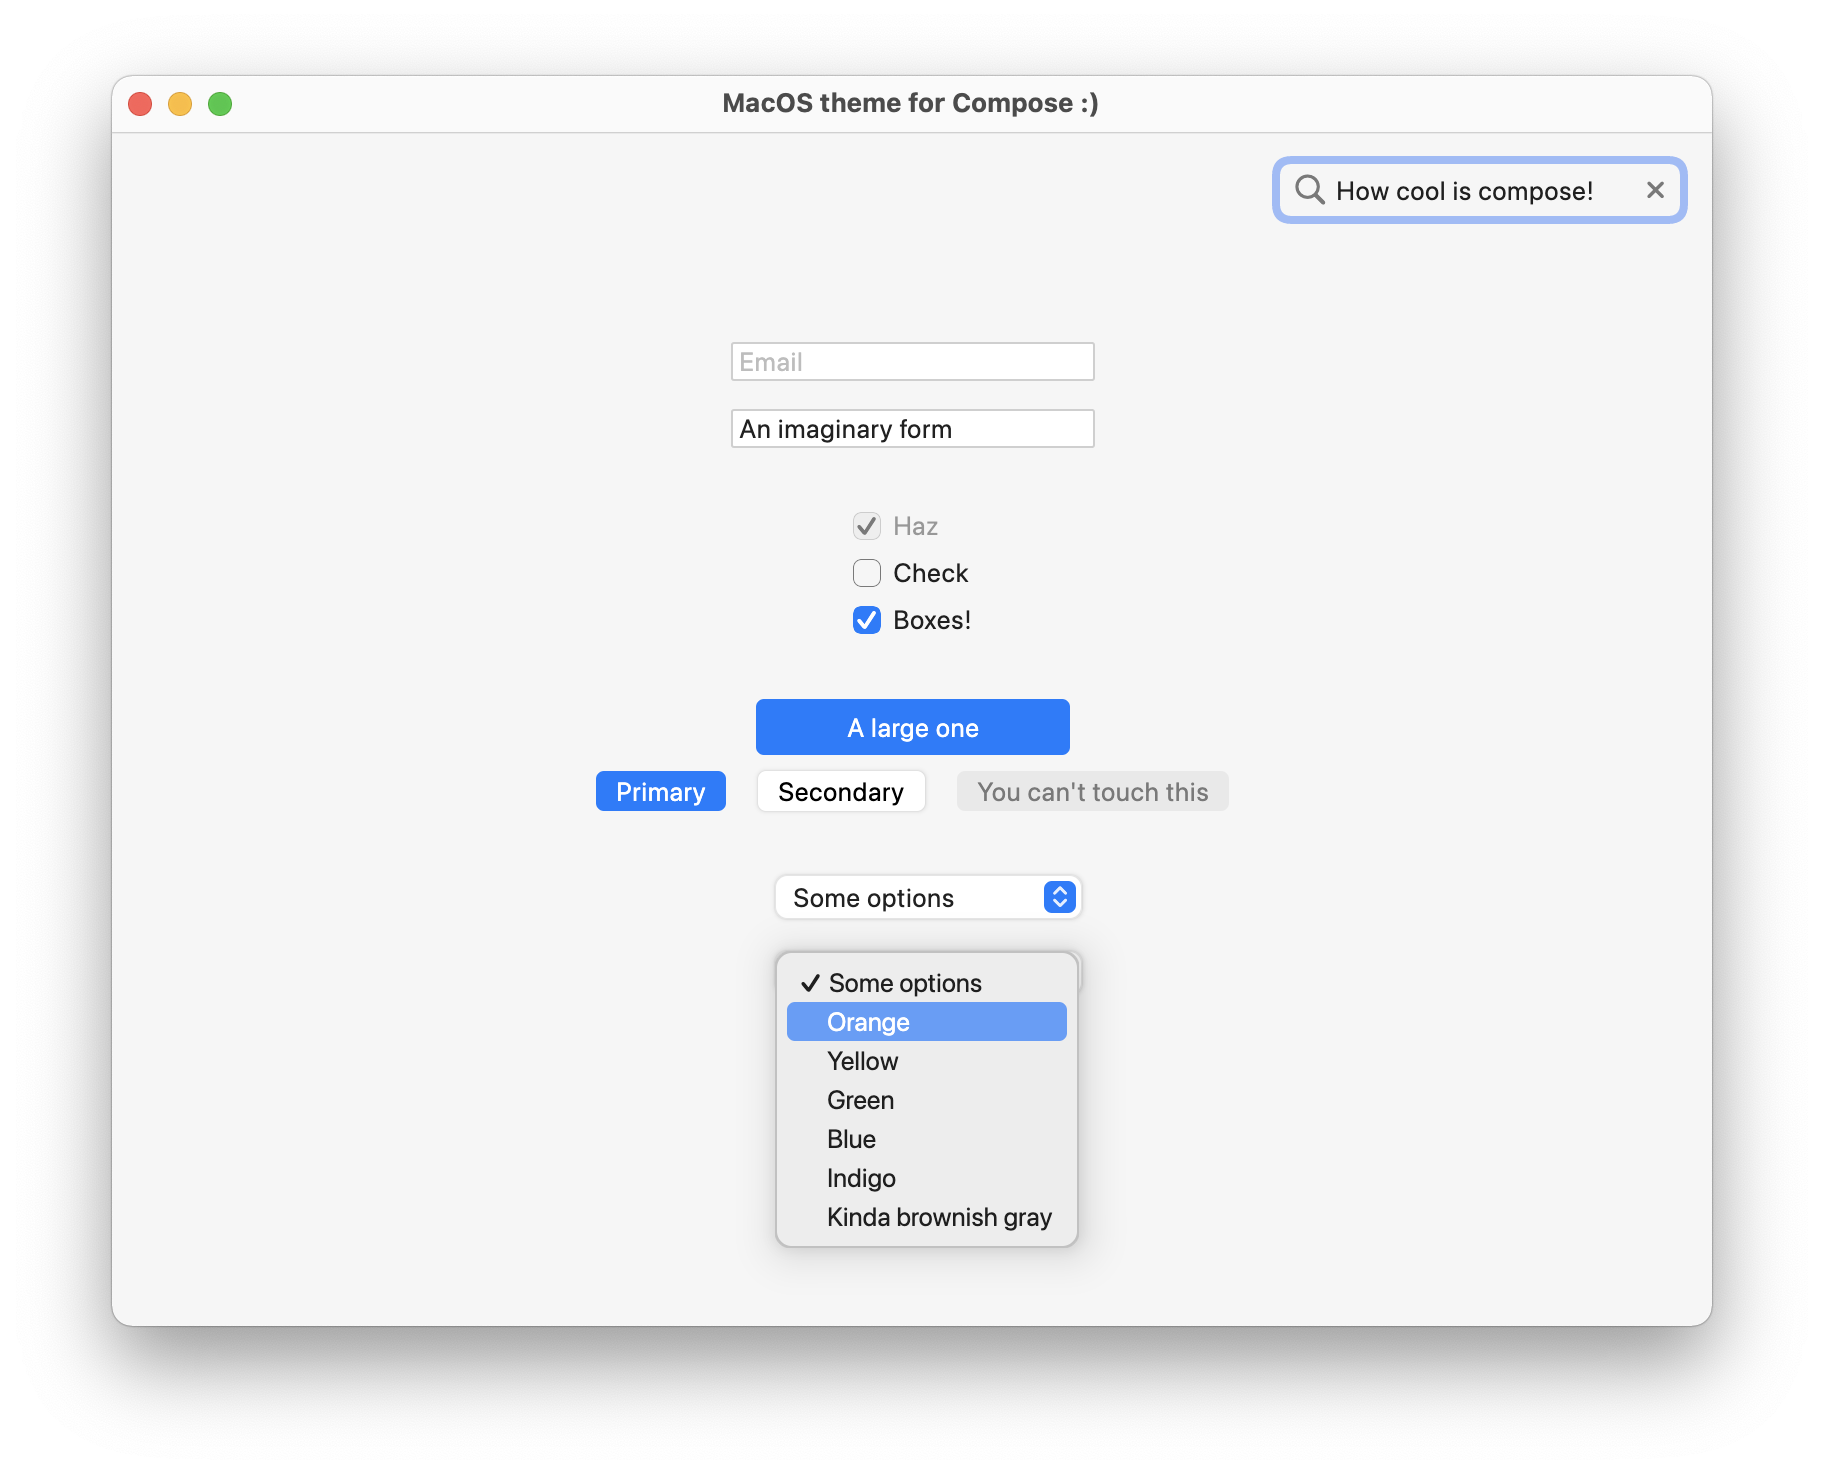 MacOS theme for Compose :)
How cool is compose!
Email
An imaginary form
Haz
Check
Boxes!
A large one
Primary Secondary You can't touch this
Some options
Some options
Orange
Yellow
Green
Blue
Indigo
Kinda brownish gray